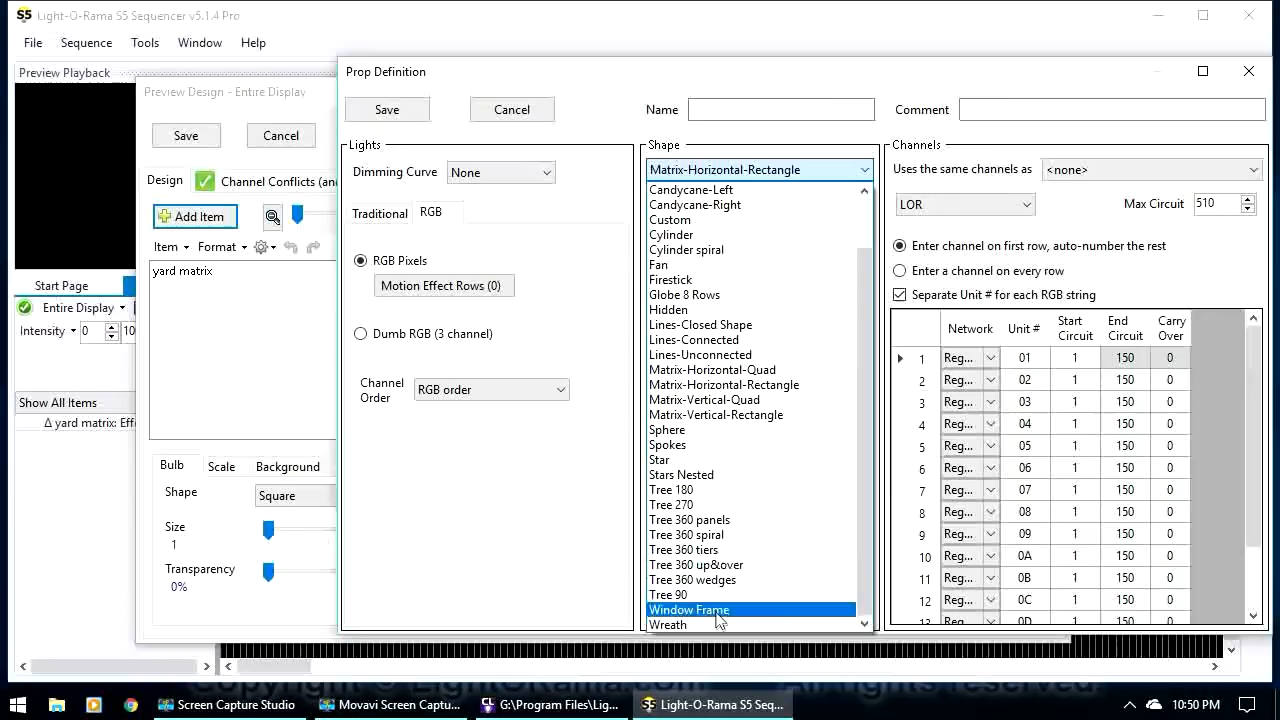 Light-O-Rama S5 Sequencer v5.1.4 Pro
File Sequence Tools Window Help
Preview Playback
Start Page
Entire Display
Intensity 0 10
Show All Items
Δ yard matrix: Eff
Preview Design - Entire Display
Save Cancel
Design Channel Conflicts (an
Add Item
Item Format
yard matrix
Bulb Scale Background
Shape Square
Size
1
Transparency
0%
Prop Definition
Save Cancel Name Comment
Lights
Dimming Curve None
Traditional RGB
RGB Pixels
Motion Effect Rows (0)
Dumb RGB (3 channel)
Channel Order RGB order
Shape
Matrix-Horizontal-Rectangle
Candycane-Left
Candycane-Right
Custom
Cylinder
Cylinder spiral
Fan
Firestick
Globe 8 Rows
Hidden
Lines-Closed Shape
Lines-Connected
Lines-Unconnected
Matrix-Horizontal-Quad
Matrix-Horizontal-Rectangle
Matrix-Vertical-Quad
Matrix-Vertical-Rectangle
Sphere
Spokes
Star
Stars Nested
Tree 180
Tree 270
Tree 360 panels
Tree 360 spiral
Tree 360 tiers
Tree 360 up&over
Tree 360 wedges
Tree 90
Window Frame
Wreath
Channels
Uses the same channels as <none>
LOR Max Circuit 510
Enter channel on first row, auto-number the rest
Enter a channel on every row
Separate Unit # for each RGB string
Network Unit # Start Circuit End Circuit Carry Over
1 Reg... 01 1 150 0
2 Reg... 02 1 150 0
3 Reg... 03 1 150 0
4 Reg... 04 1 150 0
5 Reg... 05 1 150 0
6 Reg... 06 1 150 0
7 Reg... 07 1 150 0
8 Reg... 08 1 150 0
9 Reg... 09 1 150 0
10 Reg... 0A 1 150 0
11 Reg... 0B 1 150 0
12 Reg... 0C 1 150 0
13 Reg... 0D 1 150 0
Screen Capture Studio Movavi Screen Captu... G:\Program Files\Lig... Light-O-Rama S5 Seq... 10:50 PM